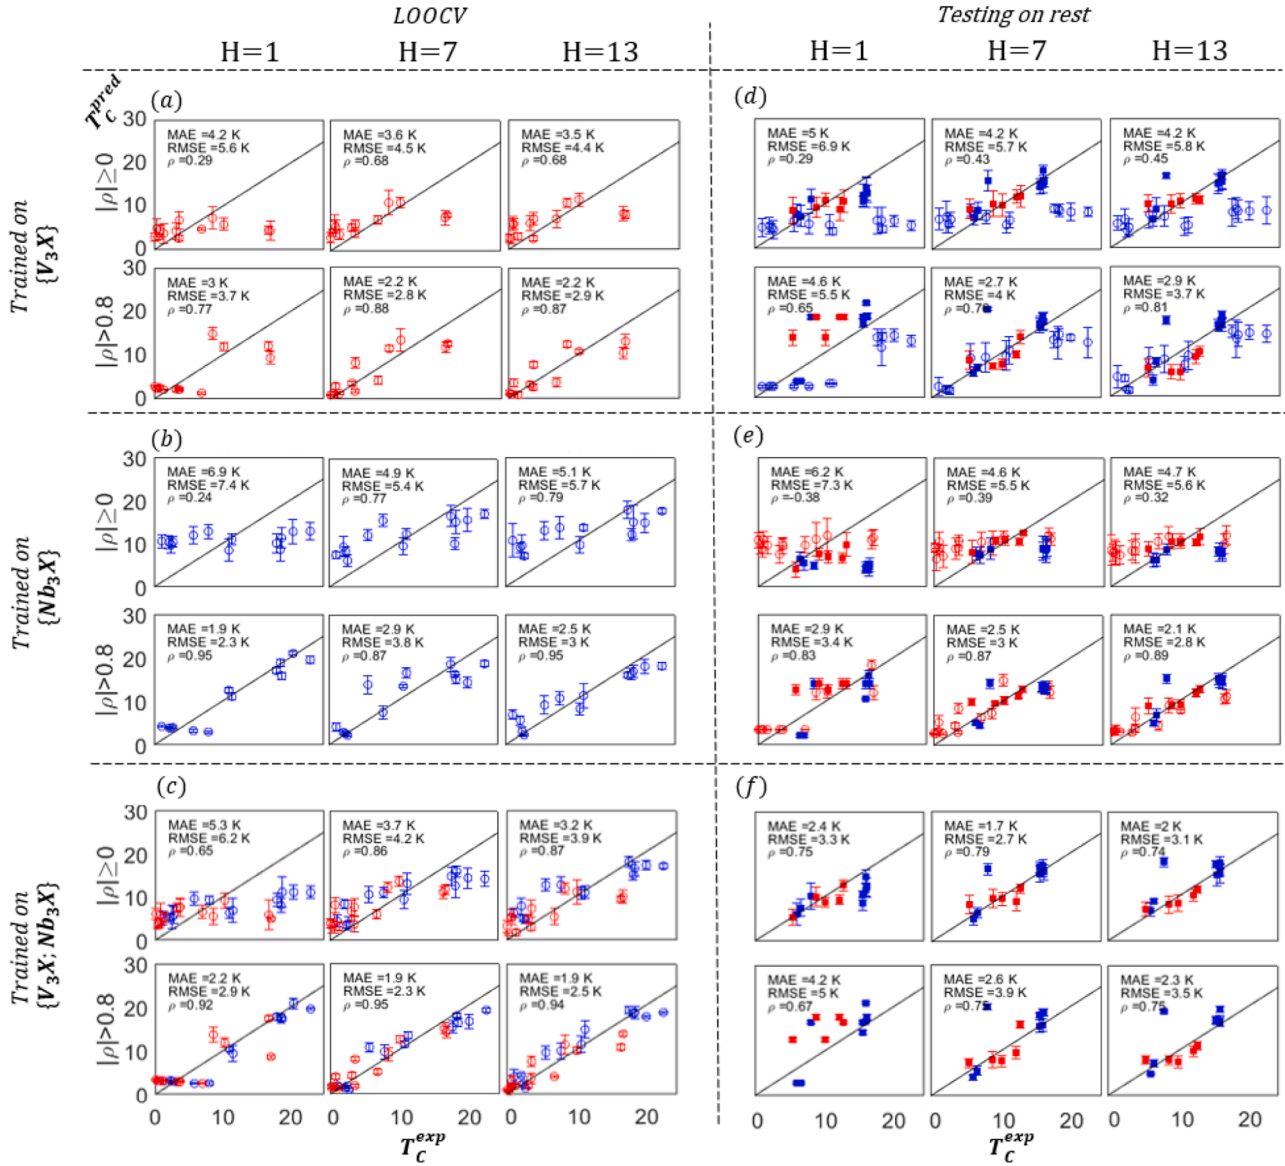 LOOCV
Testing on rest
H=1
H=7
H=13
H=1
H=7
H=13
T_C^pred
Trained on
{V₃X}
(a)
|ρ|≥0
30
20
10
0
MAE =4.2 K
RMSE =5.6 K
ρ =0.29
MAE =3.6 K
RMSE =4.5 K
ρ =0.68
MAE =3.5 K
RMSE =4.4 K
ρ =0.68
(d)
MAE =5 K
RMSE =6.9 K
ρ =0.29
MAE =4.2 K
RMSE =5.7 K
ρ =0.43
MAE =4.2 K
RMSE =5.8 K
ρ =0.45
|ρ|>0.8
30
20
10
0
MAE =3 K
RMSE =3.7 K
ρ =0.77
MAE =2.2 K
RMSE =2.8 K
ρ =0.88
MAE =2.2 K
RMSE =2.9 K
ρ =0.87
MAE =4.6 K
RMSE =5.5 K
ρ =0.65
MAE =2.7 K
RMSE =4 K
MAE =2.9 K
RMSE =3.7 K
ρ =0.81
Trained on
{Nb₃X}
(b)
|ρ|≥0
30
20
10
0
MAE =6.9 K
RMSE =7.4 K
ρ =0.24
MAE =4.9 K
RMSE =5.4 K
ρ =0.77
MAE =5.1 K
RMSE =5.7 K
ρ =0.79
(e)
MAE =6.2 K
RMSE =7.3 K
ρ =-0.38
MAE =4.6 K
RMSE =5.5 K
ρ =0.39
MAE =4.7 K
RMSE =5.6 K
ρ =0.32
|ρ|>0.8
30
20
10
0
MAE =1.9 K
RMSE =2.3 K
ρ =0.95
MAE =2.9 K
RMSE =3.8 K
ρ =0.87
MAE =2.5 K
RMSE =3 K
ρ =0.95
MAE =2.9 K
RMSE =3.4 K
ρ =0.83
MAE =2.5 K
RMSE =3 K
ρ =0.87
MAE =2.1 K
RMSE =2.8 K
ρ =0.89
Trained on
{V₃X; Nb₃X}
(c)
|ρ|≥0
30
20
10
0
MAE =5.3 K
RMSE =6.2 K
ρ =0.65
MAE =3.7 K
RMSE =4.2 K
ρ =0.86
MAE =3.2 K
RMSE =3.9 K
ρ =0.87
(f)
MAE =2.4 K
RMSE =3.3 K
ρ =0.75
MAE =1.7 K
RMSE =2.7 K
ρ =0.79
MAE =2 K
RMSE =3.1 K
ρ =0.74
|ρ|>0.8
30
20
10
0
MAE =2.2 K
RMSE =2.9 K
ρ =0.92
MAE =1.9 K
RMSE =2.3 K
ρ =0.95
MAE =1.9 K
RMSE =2.5 K
ρ =0.94
MAE =4.2 K
RMSE =5 K
ρ =0.67
MAE =2.6 K
RMSE =3.9 K
ρ =0.75
MAE =2.3 K
RMSE =3.5 K
ρ =0.75
0 10 20 0 10 20 0 10 20
0 10 20 0 10 20 0 10 20
T_C^exp
T_C^exp